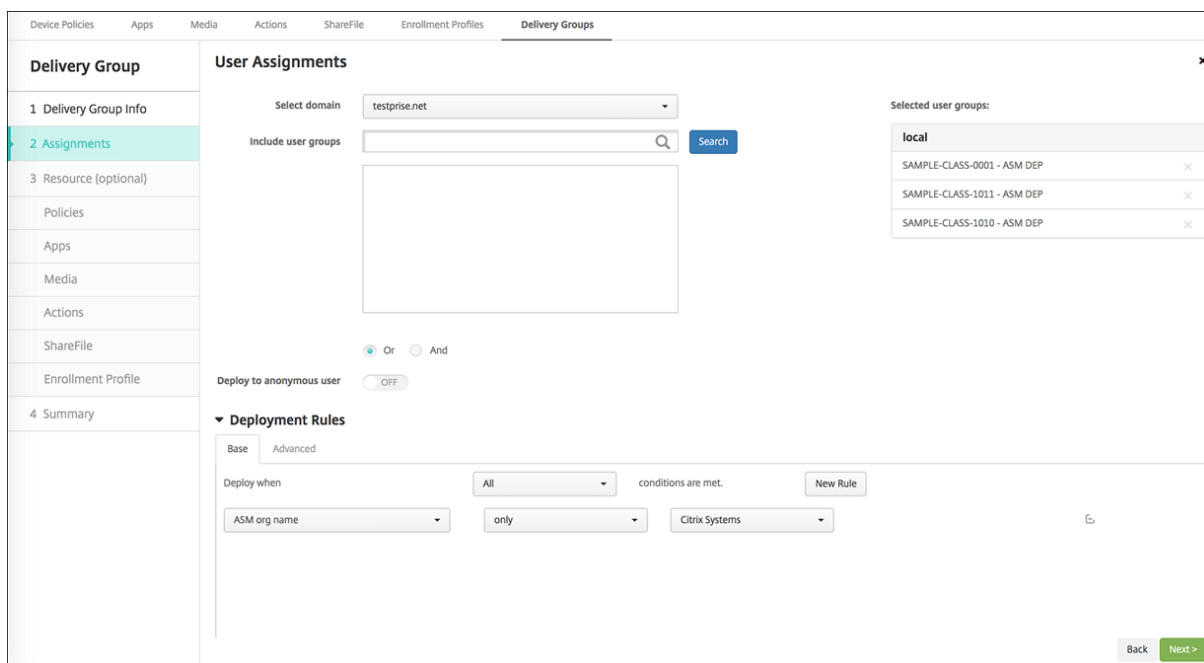 Device Policies Apps Media Actions ShareFile Enrollment Profiles Delivery Groups
Delivery Group
1 Delivery Group Info
2 Assignments
3 Resource (optional)
Policies
Apps
Media
Actions
ShareFile
Enrollment Profile
4 Summary
User Assignments
Select domain testprise.net
Include user groups Search
Or And
Deploy to anonymous user OFF
Selected user groups:
local
SAMPLE-CLASS-0001 - ASM DEP
SAMPLE-CLASS-1011 - ASM DEP
SAMPLE-CLASS-1010 - ASM DEP
Deployment Rules
Base Advanced
Deploy when All conditions are met. New Rule
ASM org name only Citrix Systems
Back Next >